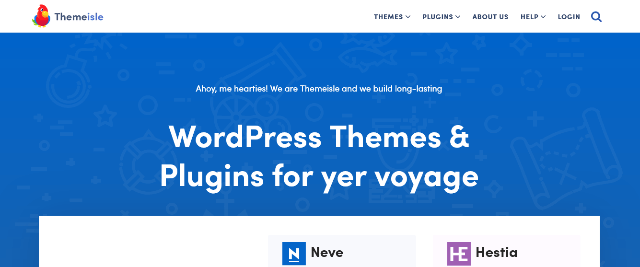 Themeisle
THEMES PLUGINS ABOUT US HELP LOGIN
Ahoy, me hearties! We are Themeisle and we build long-lasting
WordPress Themes &
Plugins for yer voyage
N Neve
HE Hestia